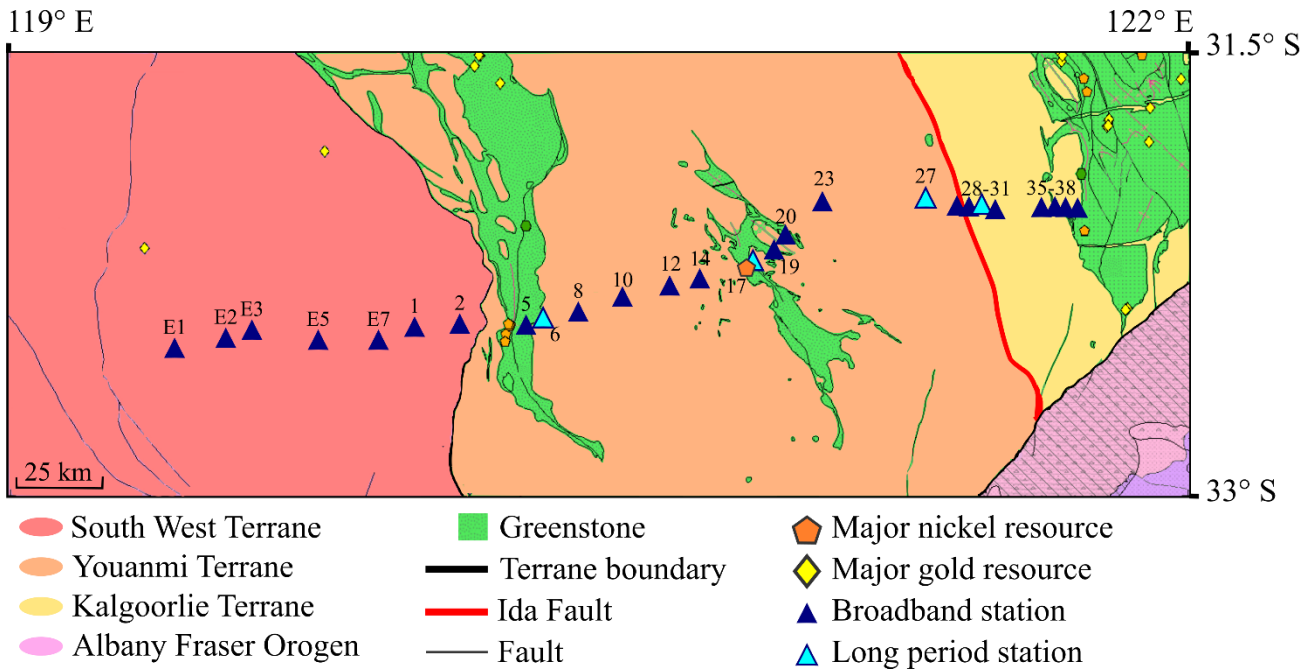 119° E
122° E
31.5° S
23
27
28-31
35-38
20
19
17
14
12
10
8
6
5
2
1
E7
E5
E3
E2
E1
25 km
33° S
South West Terrane
Greenstone
Major nickel resource
Youanmi Terrane
Terrane boundary
Major gold resource
Kalgoorlie Terrane
Ida Fault
Broadband station
Albany Fraser Orogen
Fault
Long period station